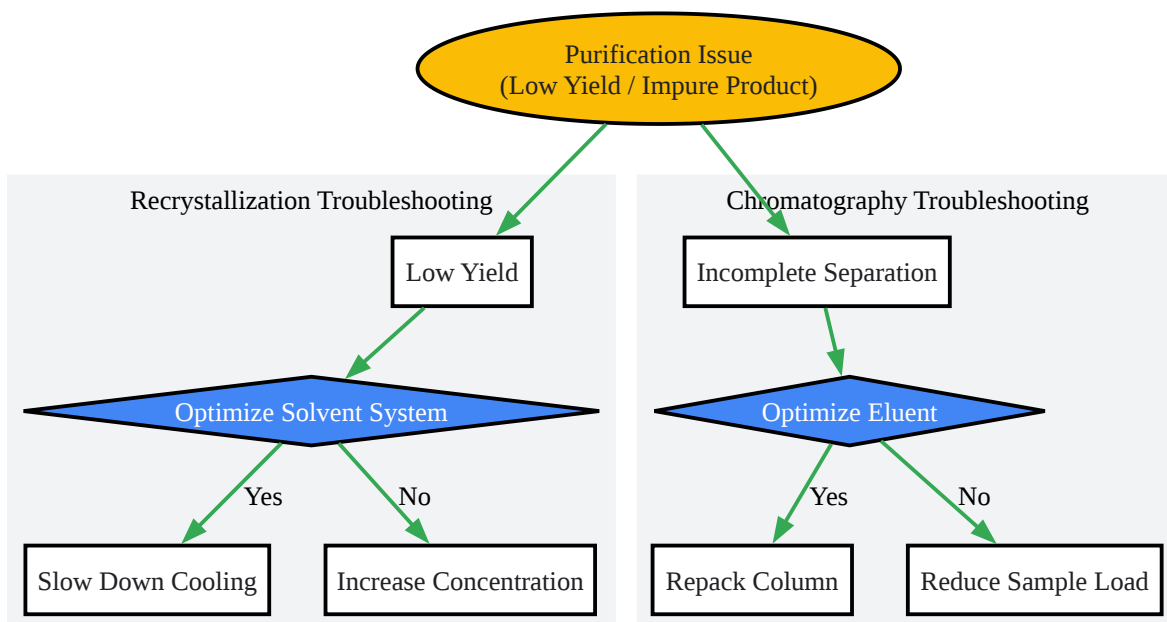 Purification Issue
(Low Yield / Impure Product)
Recrystallization Troubleshooting
Chromatography Troubleshooting
Low Yield
Incomplete Separation
Optimize Solvent System
Optimize Eluent
Yes
No
Yes
No
Slow Down Cooling
Increase Concentration
Repack Column
Reduce Sample Load